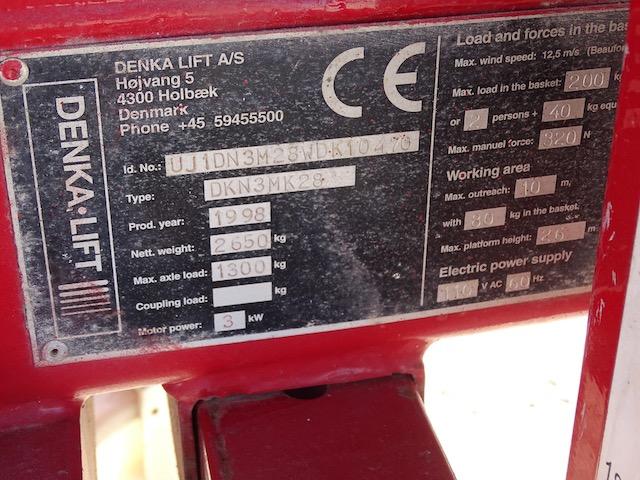 DENKA·LIFT
DENKA LIFT A/S
Højvang 5
4300 Holbæk
Denmark
Phone +45 59455500
CE
Id. No.: UJ1DN3M28WDK10470
Type: DKN3MK28
Prod. year: 1998
Nett. weight: 2650 kg
Max. axle load: 1300 kg
Coupling load: kg
Motor power: 3 kW
Load and forces in the
Max. wind speed: 12,5 m/s
Max. load in the basket: 200
or 2 persons + 40 kg
Max. manual force: 320 N
Working area
Max. outreach: 10 m,
with 80 kg in the basket.
Max. platform height: 26 m
Electric power supply
110 V AC 60 Hz.